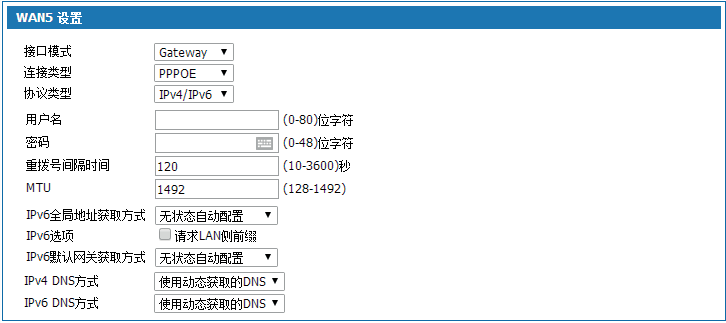 WAN5 设置
接口模式 Gateway
连接类型 PPPOE
协议类型 IPv4/IPv6
用户名 (0-80)位字符
密码 (0-48)位字符
重拨号间隔时间 120 (10-3600)秒
MTU 1492 (128-1492)
IPv6全局地址获取方式 无状态自动配置
IPv6选项 请求LAN侧前缀
IPv6默认网关获取方式 无状态自动配置
IPv4 DNS方式 使用动态获取的DNS
IPv6 DNS方式 使用动态获取的DNS